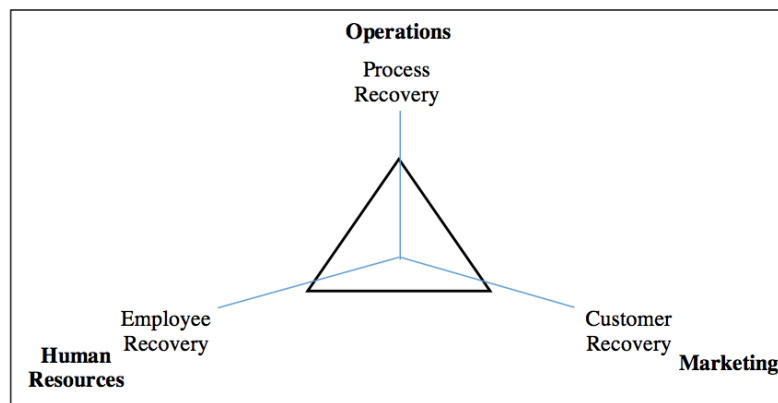 Operations
Process
Recovery
Employee
Recovery
Customer
Recovery
Human
Resources
Marketing